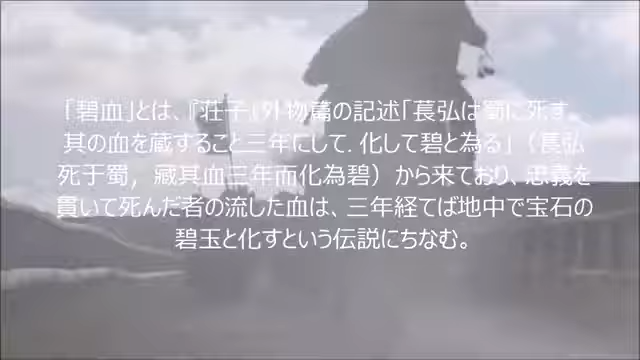 「碧血」とは、『荘子』外物篇の記述「萇弘は蜀に死す。
其の血を蔵すること三年にして. 化して碧と為る」（萇弘
死于蜀，藏其血三年而化為碧）から来ており、忠義を
貫いて死んだ者の流した血は、三年経てば地中で宝石の
碧玉と化すという伝説にちなむ。